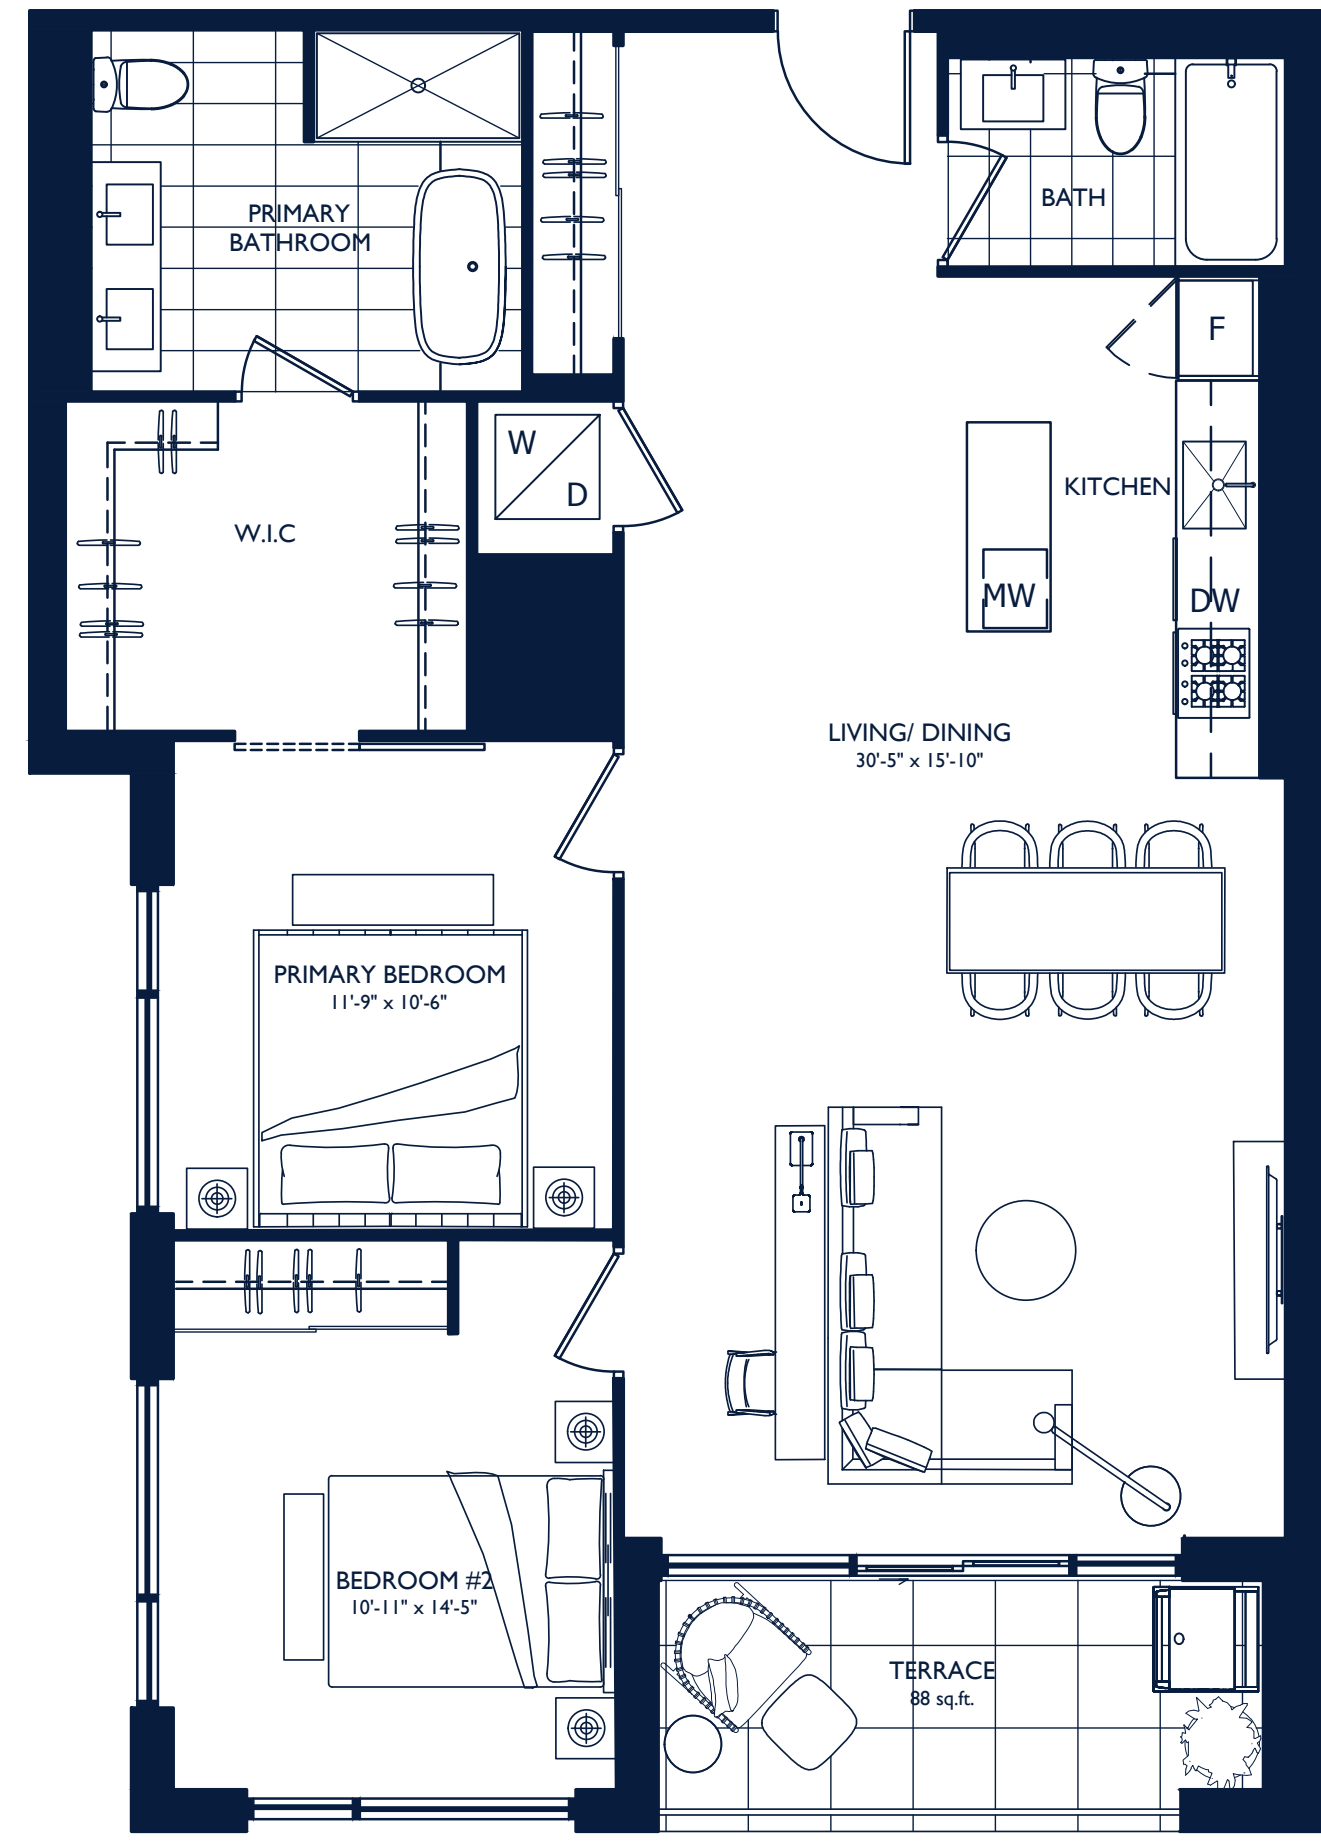 PRIMARY
BATHROOM
BATH
F
W
D
KITCHEN
W.I.C
MW
DW
LIVING/ DINING
30'-5" x 15'-10"
PRIMARY BEDROOM
11'-9" x 10'-6"
BEDROOM #2
10'-11" x 14'-5"
TERRACE
88 sq.ft.